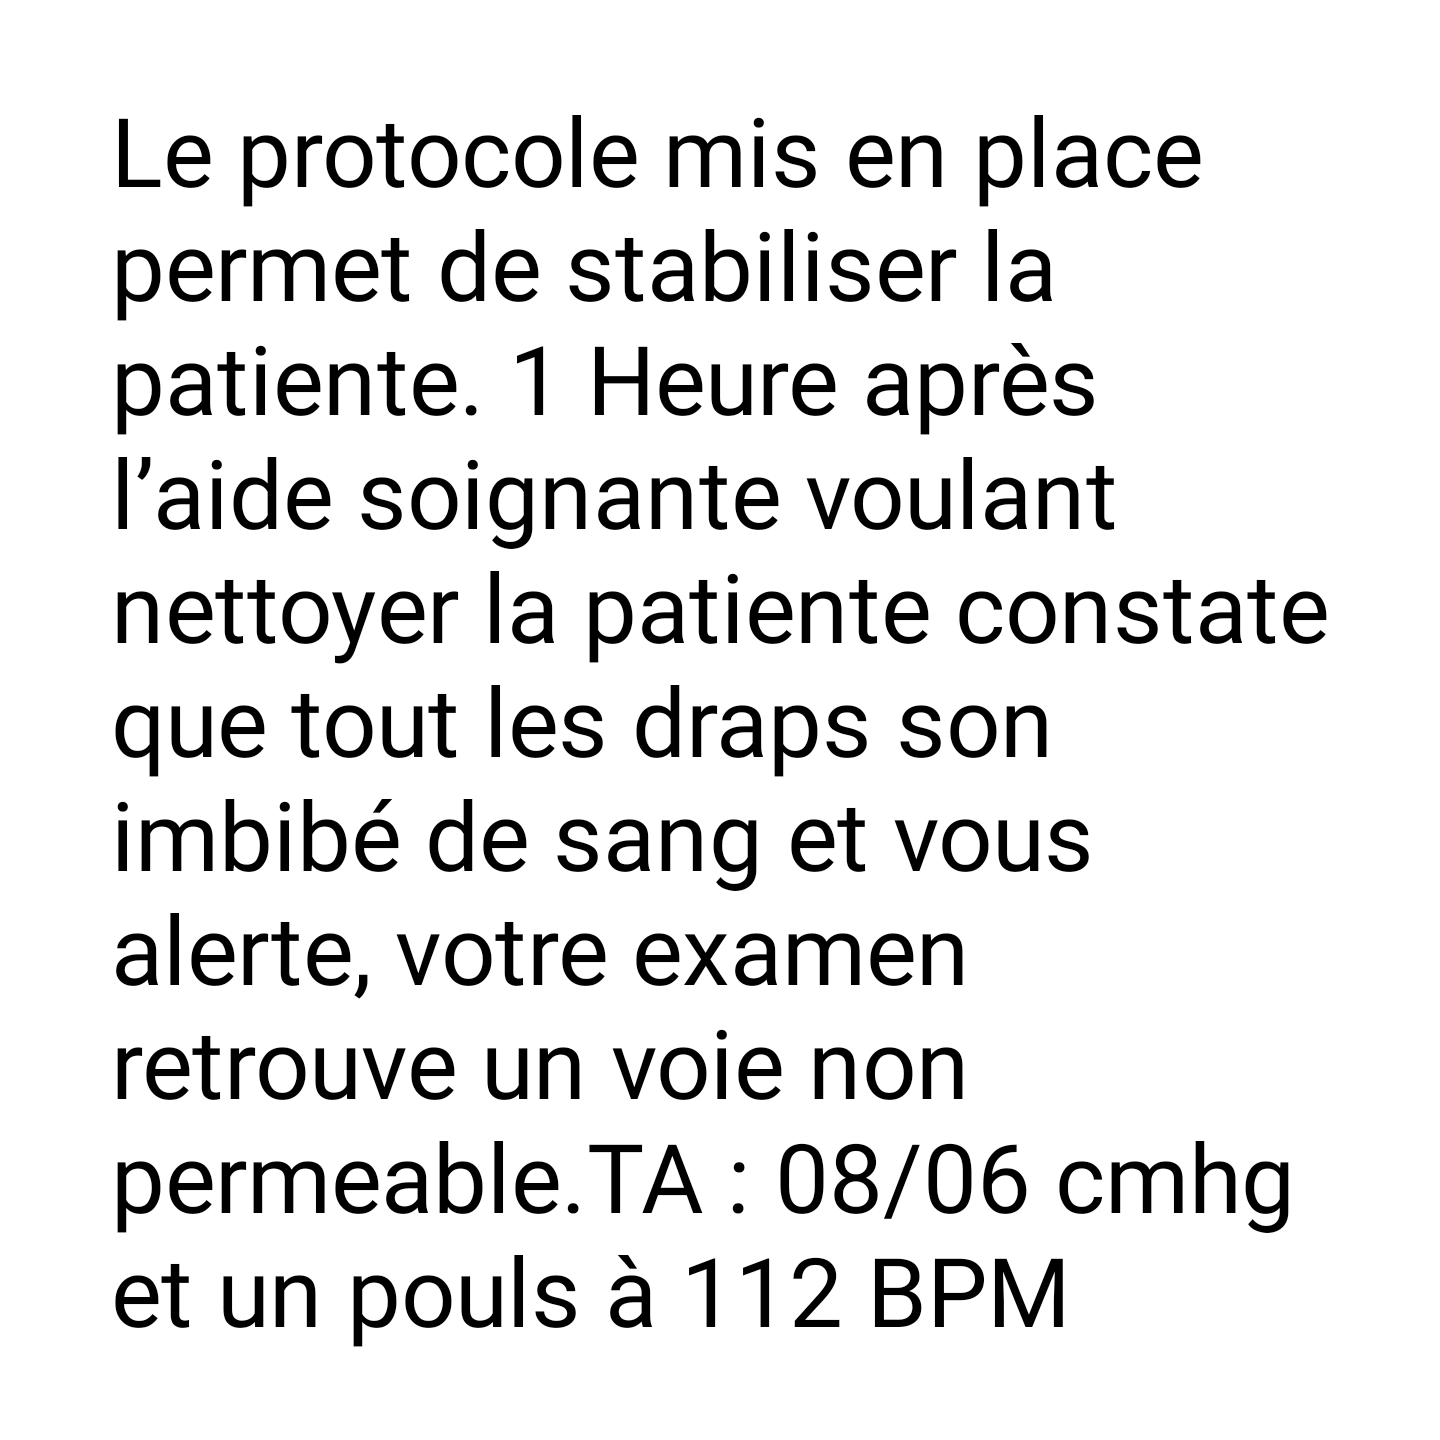 Le protocole mis en place
permet de stabiliser la
patiente. 1 Heure après
l’aide soignante voulant
nettoyer la patiente constate
que tout les draps son
imbibé de sang et vous
alerte, votre examen
retrouve un voie non
permeable.TA : 08/06 cmhg
et un pouls à 112 BPM